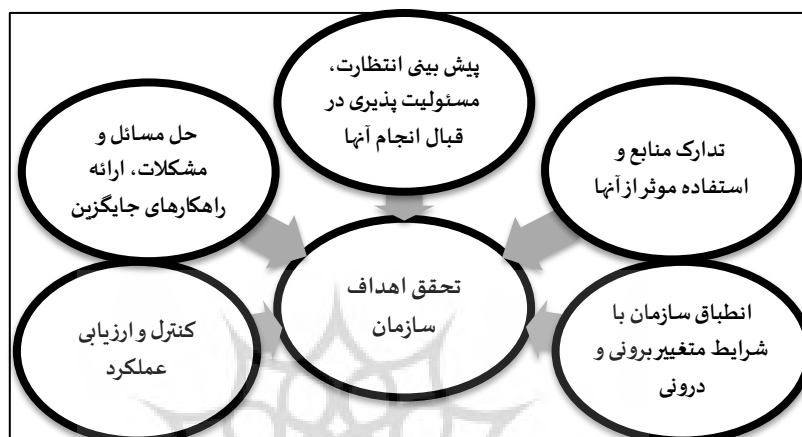 پیش بینی انتظارت،
مسئولیت پذیری در
قبال انجام آنها
تدارک منابع و
استفاده موثر از آنها
حل مسائل و
مشکلات، ارائه
راهکارهای جایگزین
تحقق اهداف
سازمان
انطباق سازمان با
شرایط متغییر برونی و
درونی
کنترل و ارزیابی
عملکرد